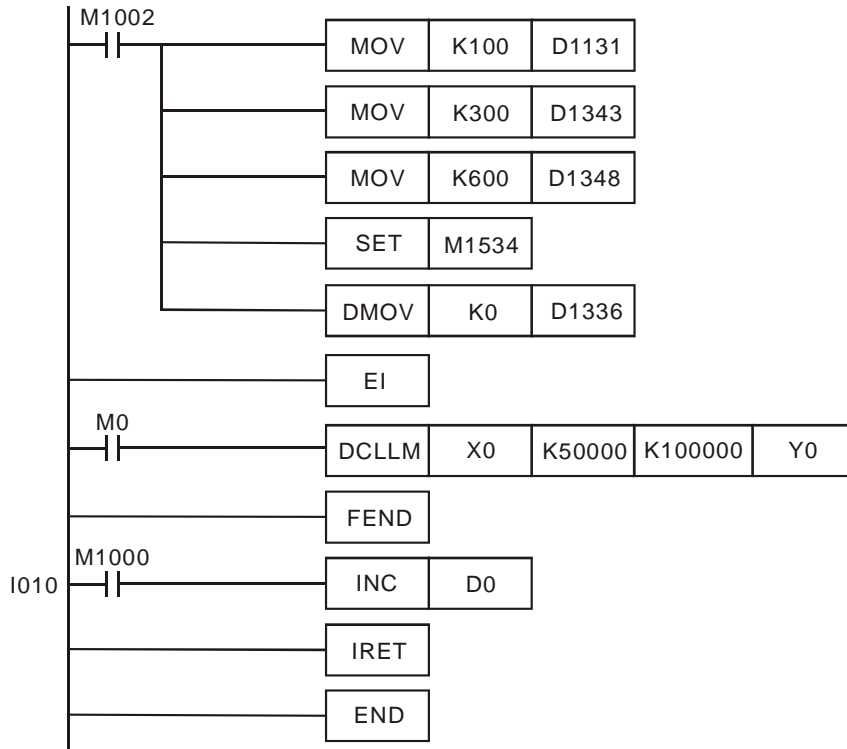 M1002
MOV K100 D1131
MOV K300 D1343
MOV K600 D1348
SET M1534
DMOV K0 D1336
EI
M0
DCLLM X0 K50000 K100000 Y0
FEND
M1000
I010 INC D0
IRET
END